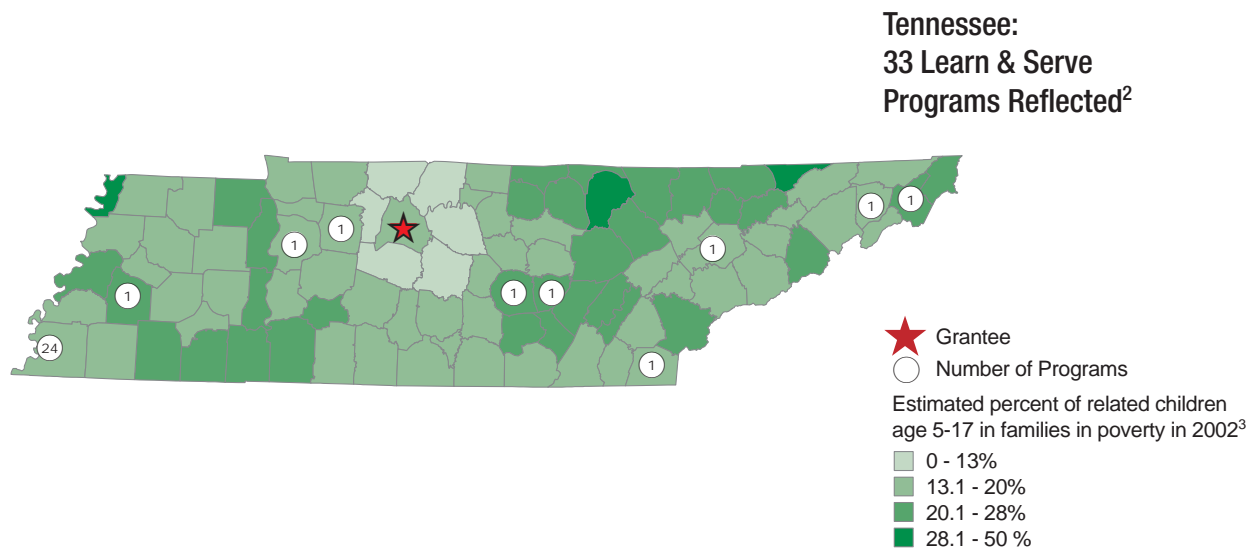 Tennessee:
33 Learn & Serve
Programs Reflected2
1
1
1
1
1
1
1
1
24
1
Grantee
Number of Programs
Estimated percent of related children
age 5-17 in families in poverty in 20023
0 - 13%
13.1 - 20%
20.1 - 28%
28.1 - 50 %